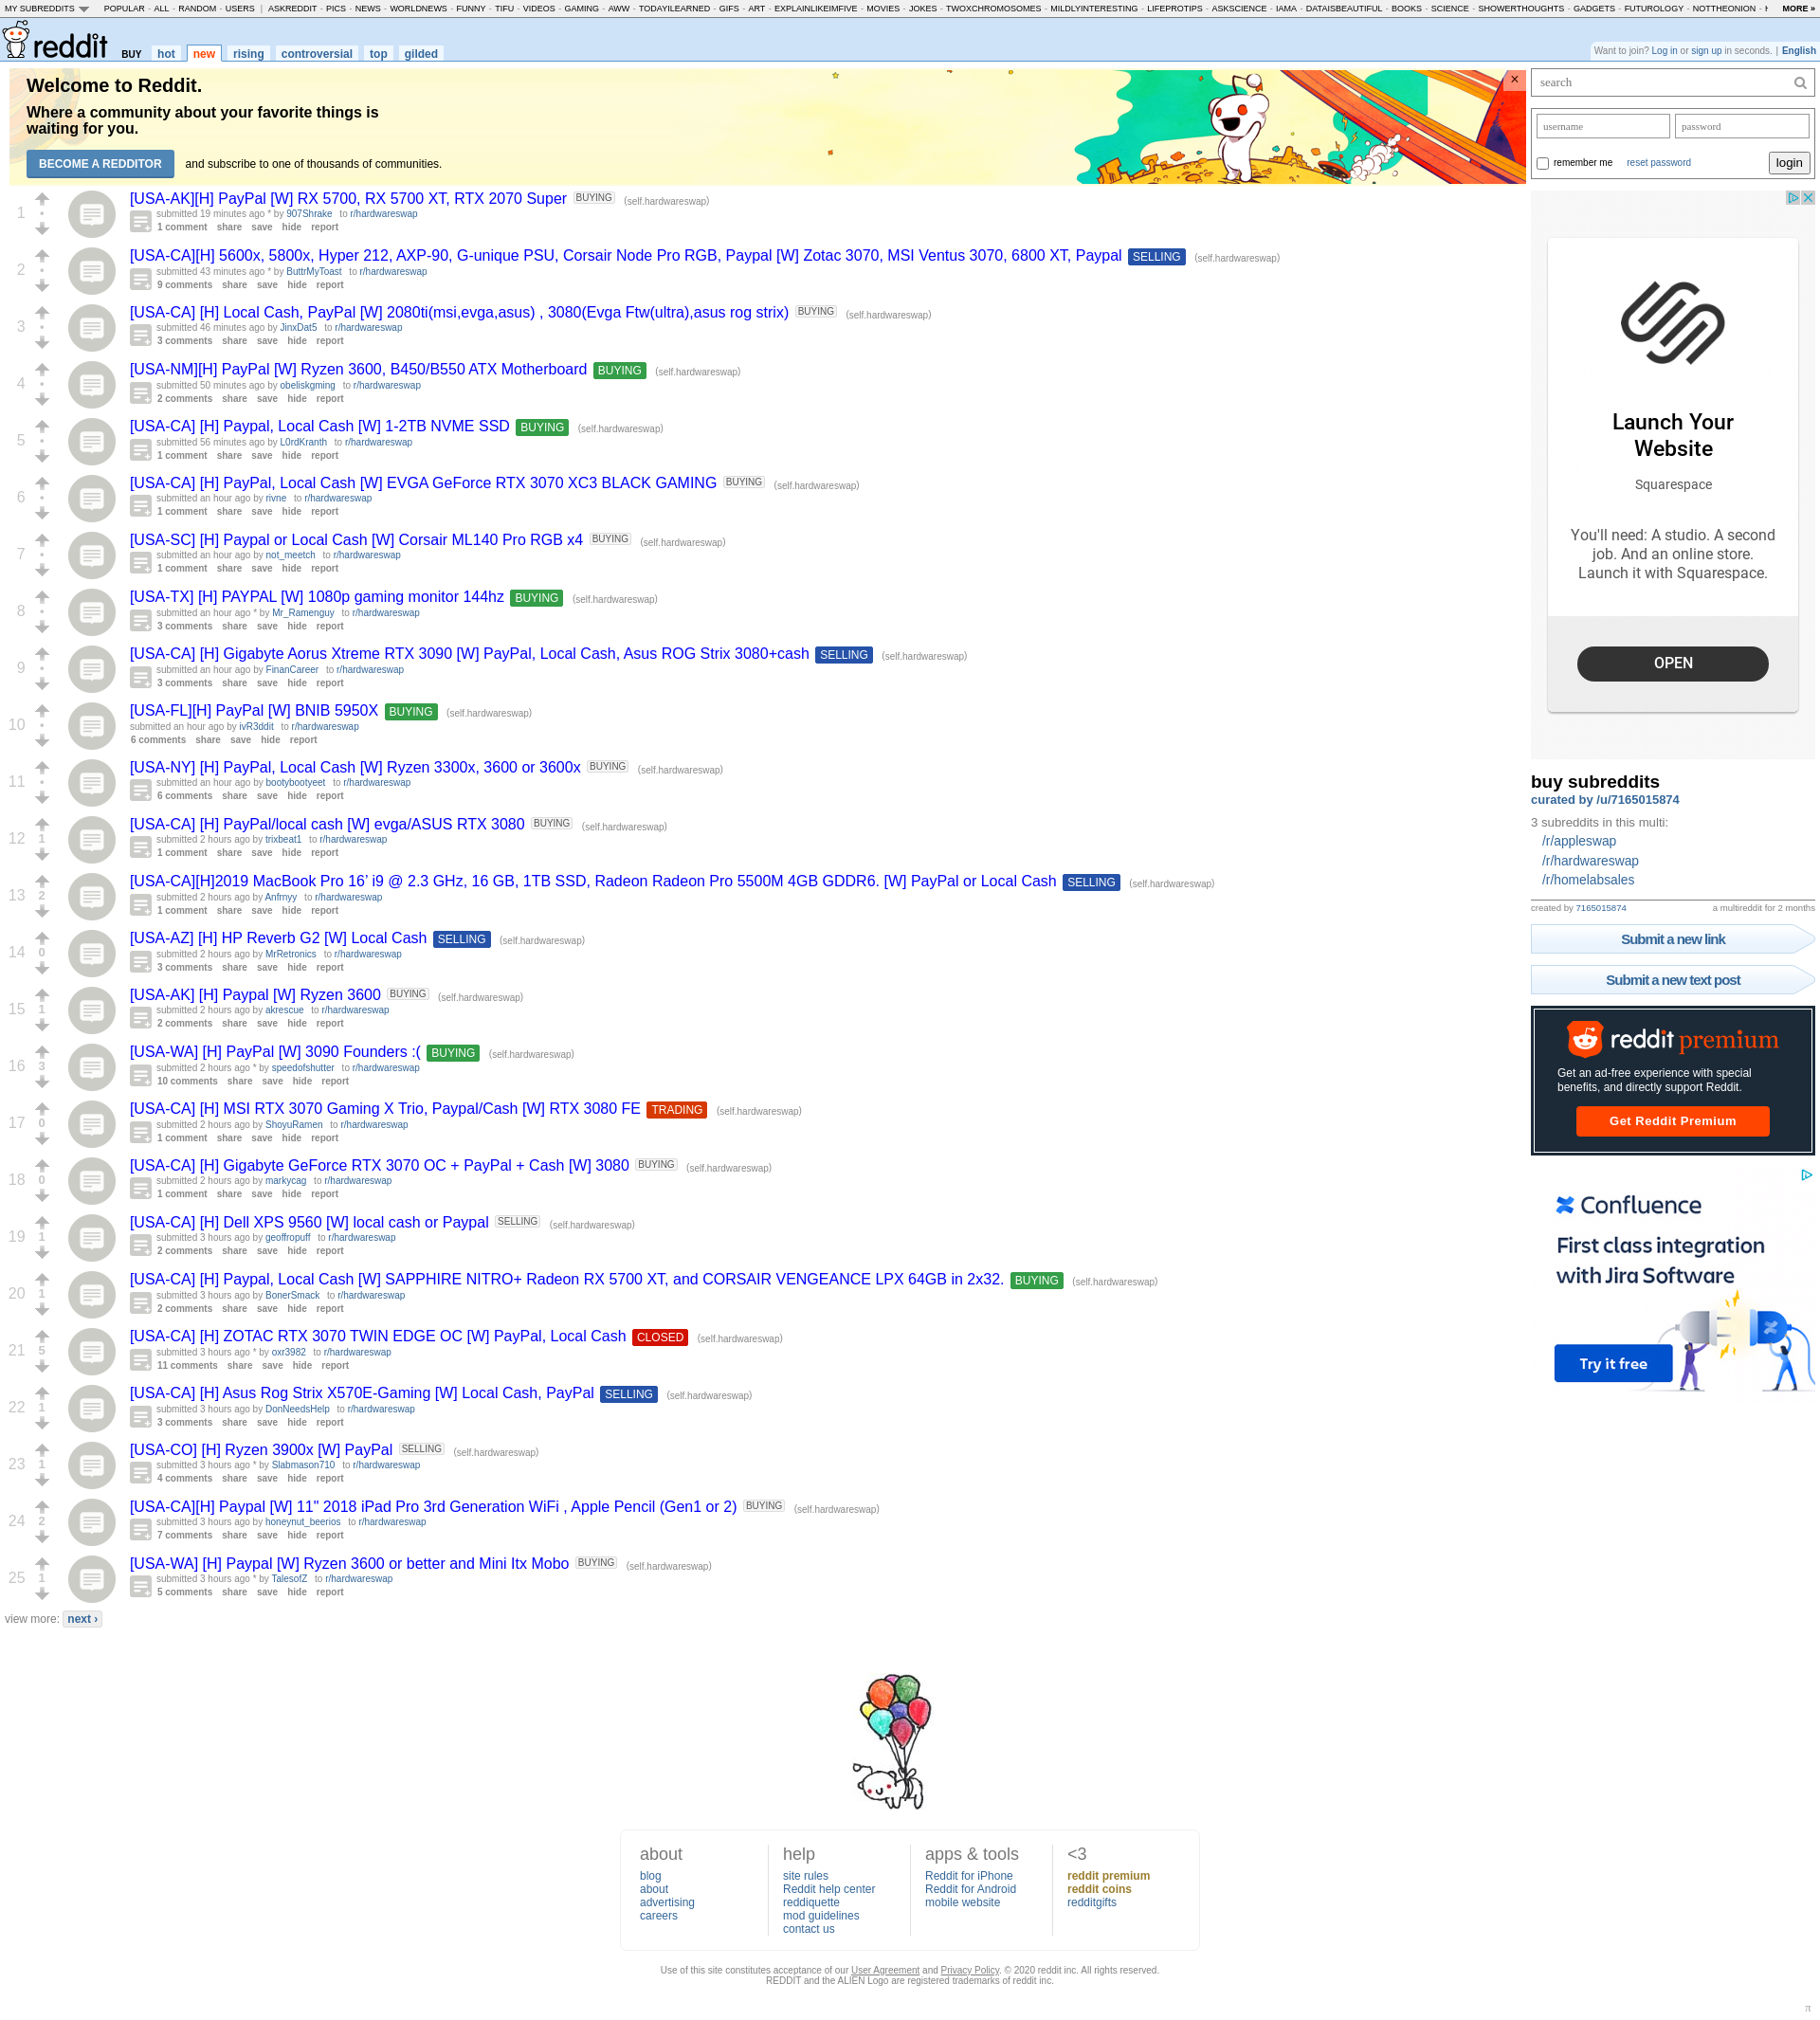 MY SUBREDDITS POPULAR - ALL - RANDOM - USERS | ASKREDDIT - PICS - NEWS - WORLDNEWS - FUNNY - TIFU - VIDEOS - GAMING - AWW - TODAYILEARNED - GIFS - ART - EXPLAINLIKEIMFIVE - MOVIES - JOKES - TWOXCHROMOSOMES - MILDLYINTERESTING - LIFEPROTIPS - ASKSCIENCE - IAMA - DATAISBEAUTIFUL - BOOKS - SCIENCE - SHOWERTHOUGHTS - GADGETS - FUTUROLOGY - NOTTHEONION - MORE »
reddit BUY hot new rising controversial top gilded
Want to join? Log in or sign up in seconds. | English
Welcome to Reddit.
Where a community about your favorite things is
waiting for you.
BECOME A REDDITOR and subscribe to one of thousands of communities.
×
1
[USA-AK][H] PayPal [W] RX 5700, RX 5700 XT, RTX 2070 Super BUYING (self.hardwareswap)
submitted 19 minutes ago * by 907Shrake to r/hardwareswap
1 comment share save hide report
2
[USA-CA][H] 5600x, 5800x, Hyper 212, AXP-90, G-unique PSU, Corsair Node Pro RGB, Paypal [W] Zotac 3070, MSI Ventus 3070, 6800 XT, Paypal SELLING (self.hardwareswap)
submitted 43 minutes ago * by ButtrMyToast to r/hardwareswap
9 comments share save hide report
3
[USA-CA] [H] Local Cash, PayPal [W] 2080ti(msi,evga,asus) , 3080(Evga Ftw(ultra),asus rog strix) BUYING (self.hardwareswap)
submitted 46 minutes ago by JinxDat5 to r/hardwareswap
3 comments share save hide report
4
[USA-NM][H] PayPal [W] Ryzen 3600, B450/B550 ATX Motherboard BUYING (self.hardwareswap)
submitted 50 minutes ago by obeliskgming to r/hardwareswap
2 comments share save hide report
5
[USA-CA] [H] Paypal, Local Cash [W] 1-2TB NVME SSD BUYING (self.hardwareswap)
submitted 56 minutes ago by L0rdKranth to r/hardwareswap
1 comment share save hide report
6
[USA-CA] [H] PayPal, Local Cash [W] EVGA GeForce RTX 3070 XC3 BLACK GAMING BUYING (self.hardwareswap)
submitted an hour ago by rivne to r/hardwareswap
1 comment share save hide report
7
[USA-SC] [H] Paypal or Local Cash [W] Corsair ML140 Pro RGB x4 BUYING (self.hardwareswap)
submitted an hour ago by not_meetch to r/hardwareswap
1 comment share save hide report
8
[USA-TX] [H] PAYPAL [W] 1080p gaming monitor 144hz BUYING (self.hardwareswap)
submitted an hour ago * by Mr_Ramenguy to r/hardwareswap
3 comments share save hide report
9
[USA-CA] [H] Gigabyte Aorus Xtreme RTX 3090 [W] PayPal, Local Cash, Asus ROG Strix 3080+cash SELLING (self.hardwareswap)
submitted an hour ago by FinanCareer to r/hardwareswap
3 comments share save hide report
10
[USA-FL][H] PayPal [W] BNIB 5950X BUYING (self.hardwareswap)
submitted an hour ago by ivR3ddit to r/hardwareswap
6 comments share save hide report
11
[USA-NY] [H] PayPal, Local Cash [W] Ryzen 3300x, 3600 or 3600x BUYING (self.hardwareswap)
submitted an hour ago by bootybootyeet to r/hardwareswap
6 comments share save hide report
12 1
[USA-CA] [H] PayPal/local cash [W] evga/ASUS RTX 3080 BUYING (self.hardwareswap)
submitted 2 hours ago by trixbeat1 to r/hardwareswap
1 comment share save hide report
13 2
[USA-CA][H]2019 MacBook Pro 16’ i9 @ 2.3 GHz, 16 GB, 1TB SSD, Radeon Radeon Pro 5500M 4GB GDDR6. [W] PayPal or Local Cash SELLING (self.hardwareswap)
submitted 2 hours ago by Anfrnyy to r/hardwareswap
1 comment share save hide report
14 0
[USA-AZ] [H] HP Reverb G2 [W] Local Cash SELLING (self.hardwareswap)
submitted 2 hours ago by MrRetronics to r/hardwareswap
3 comments share save hide report
15 1
[USA-AK] [H] Paypal [W] Ryzen 3600 BUYING (self.hardwareswap)
submitted 2 hours ago by akrescue to r/hardwareswap
2 comments share save hide report
16 3
[USA-WA] [H] PayPal [W] 3090 Founders :( BUYING (self.hardwareswap)
submitted 2 hours ago * by speedofshutter to r/hardwareswap
10 comments share save hide report
17 0
[USA-CA] [H] MSI RTX 3070 Gaming X Trio, Paypal/Cash [W] RTX 3080 FE TRADING (self.hardwareswap)
submitted 2 hours ago by ShoyuRamen to r/hardwareswap
1 comment share save hide report
18 0
[USA-CA] [H] Gigabyte GeForce RTX 3070 OC + PayPal + Cash [W] 3080 BUYING (self.hardwareswap)
submitted 2 hours ago by markycag to r/hardwareswap
1 comment share save hide report
19 1
[USA-CA] [H] Dell XPS 9560 [W] local cash or Paypal SELLING (self.hardwareswap)
submitted 3 hours ago by geoffropuff to r/hardwareswap
2 comments share save hide report
20 1
[USA-CA] [H] Paypal, Local Cash [W] SAPPHIRE NITRO+ Radeon RX 5700 XT, and CORSAIR VENGEANCE LPX 64GB in 2x32. BUYING (self.hardwareswap)
submitted 3 hours ago by BonerSmack to r/hardwareswap
2 comments share save hide report
21 5
[USA-CA] [H] ZOTAC RTX 3070 TWIN EDGE OC [W] PayPal, Local Cash CLOSED (self.hardwareswap)
submitted 3 hours ago * by oxr3982 to r/hardwareswap
11 comments share save hide report
22 1
[USA-CA] [H] Asus Rog Strix X570E-Gaming [W] Local Cash, PayPal SELLING (self.hardwareswap)
submitted 3 hours ago by DonNeedsHelp to r/hardwareswap
3 comments share save hide report
23 1
[USA-CO] [H] Ryzen 3900x [W] PayPal SELLING (self.hardwareswap)
submitted 3 hours ago * by Slabmason710 to r/hardwareswap
4 comments share save hide report
24 2
[USA-CA][H] Paypal [W] 11" 2018 iPad Pro 3rd Generation WiFi , Apple Pencil (Gen1 or 2) BUYING (self.hardwareswap)
submitted 3 hours ago by honeynut_beerios to r/hardwareswap
7 comments share save hide report
25 1
[USA-WA] [H] Paypal [W] Ryzen 3600 or better and Mini Itx Mobo BUYING (self.hardwareswap)
submitted 3 hours ago * by TalesofZ to r/hardwareswap
5 comments share save hide report
view more: next ›
search
username password
remember me reset password login
Launch Your
Website
Squarespace
You'll need: A studio. A second
job. And an online store.
Launch it with Squarespace.
OPEN
buy subreddits
curated by /u/7165015874
3 subreddits in this multi:
/r/appleswap
/r/hardwareswap
/r/homelabsales
created by 7165015874 a multireddit for 2 months
Submit a new link
Submit a new text post
reddit premium
Get an ad-free experience with special
benefits, and directly support Reddit.
Get Reddit Premium
Confluence
First class integration
with Jira Software
Try it free
about help apps & tools <3
blog site rules Reddit for iPhone reddit premium
about Reddit help center Reddit for Android reddit coins
advertising reddiquette mobile website redditgifts
careers mod guidelines
contact us
Use of this site constitutes acceptance of our User Agreement and Privacy Policy. © 2020 reddit inc. All rights reserved.
REDDIT and the ALIEN Logo are registered trademarks of reddit inc.
π